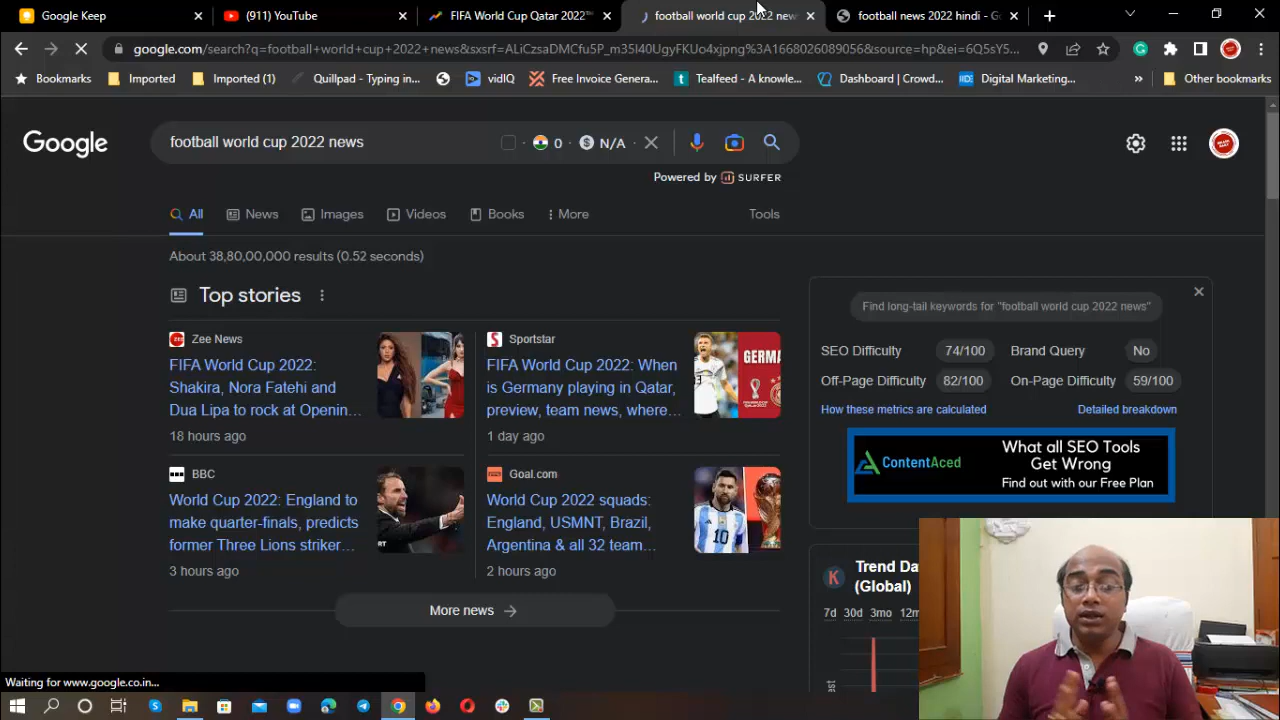 Google Keep
(911) YouTube
FIFA World Cup Qatar 2022™
football world cup 2022 new
football news 2022 hindi - G
google.com/search?q=football+world+cup+2022+news&sxsrf=ALiCzsaDMCfu5P_m35l40UgyFKUo4xjpng%3A1668026089056&source=hp&ei=6Q5sY5...
Bookmarks
Imported
Imported (1)
Quillpad - Typing in...
vidIQ
Free Invoice Genera...
Tealfeed - A knowle...
Dashboard | Crowd...
Digital Marketing...
»
Other bookmarks
Google
football world cup 2022 news
0
N/A
Powered by SURFER
All
News
Images
Videos
Books
More
Tools
About 38,80,00,000 results (0.52 seconds)
Top stories
Zee News
FIFA World Cup 2022:
Shakira, Nora Fatehi and
Dua Lipa to rock at Openin...
18 hours ago
Sportstar
FIFA World Cup 2022: When
is Germany playing in Qatar,
preview, team news, where...
GERMA
1 day ago
BBC
World Cup 2022: England to
make quarter-finals, predicts
former Three Lions striker...
3 hours ago
Goal.com
World Cup 2022 squads:
England, USMNT, Brazil,
Argentina & all 32 team...
10
2 hours ago
More news
Find long-tail keywords for "football world cup 2022 news"
SEO Difficulty
74/100
Brand Query
No
Off-Page Difficulty
82/100
On-Page Difficulty
59/100
How these metrics are calculated
Detailed breakdown
ContentAced
What all SEO Tools
Get Wrong
Find out with our Free Plan
K
Trend Da
(Global)
7d
30d
3mo
12m
Waiting for www.google.co.in...